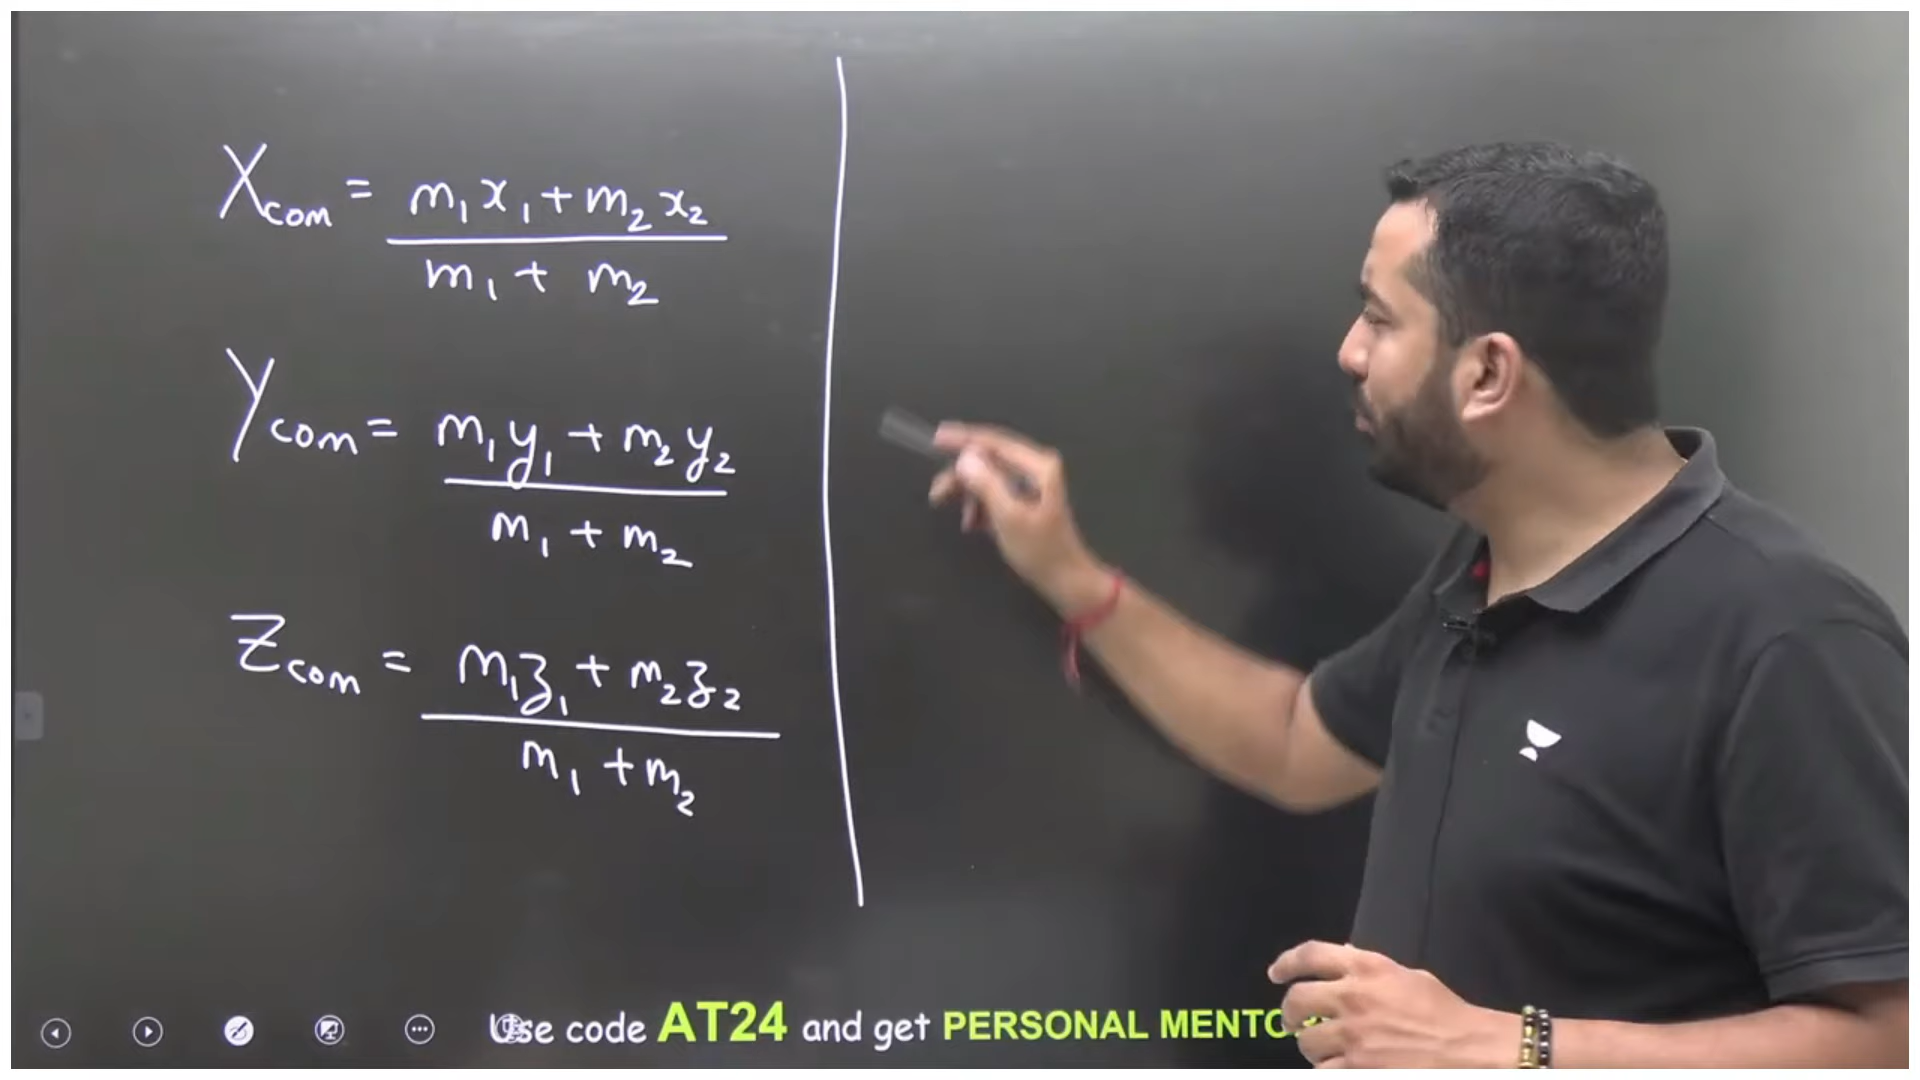 Xcom = m₁x₁ + m₂x₂
m₁ + m₂
Ycom = m₁y₁ + m₂y₂
m₁ + m₂
Zcom = m₁z₁ + m₂z₂
m₁ + m₂
Use code AT24 and get PERSONAL